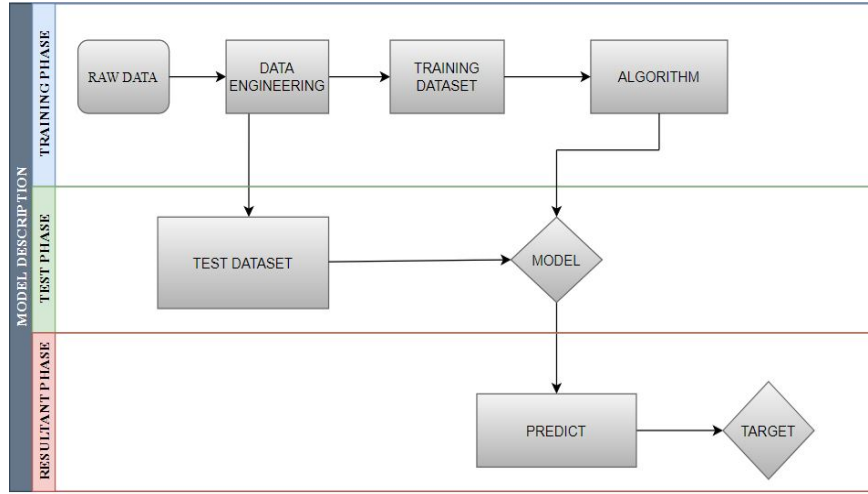 MODEL DESCRIPTION
TRAINING PHASE
RAW DATA
DATA
ENGINEERING
TRAINING
DATASET
ALGORITHM
TEST PHASE
TEST DATASET
MODEL
RESULTANT PHASE
PREDICT
TARGET